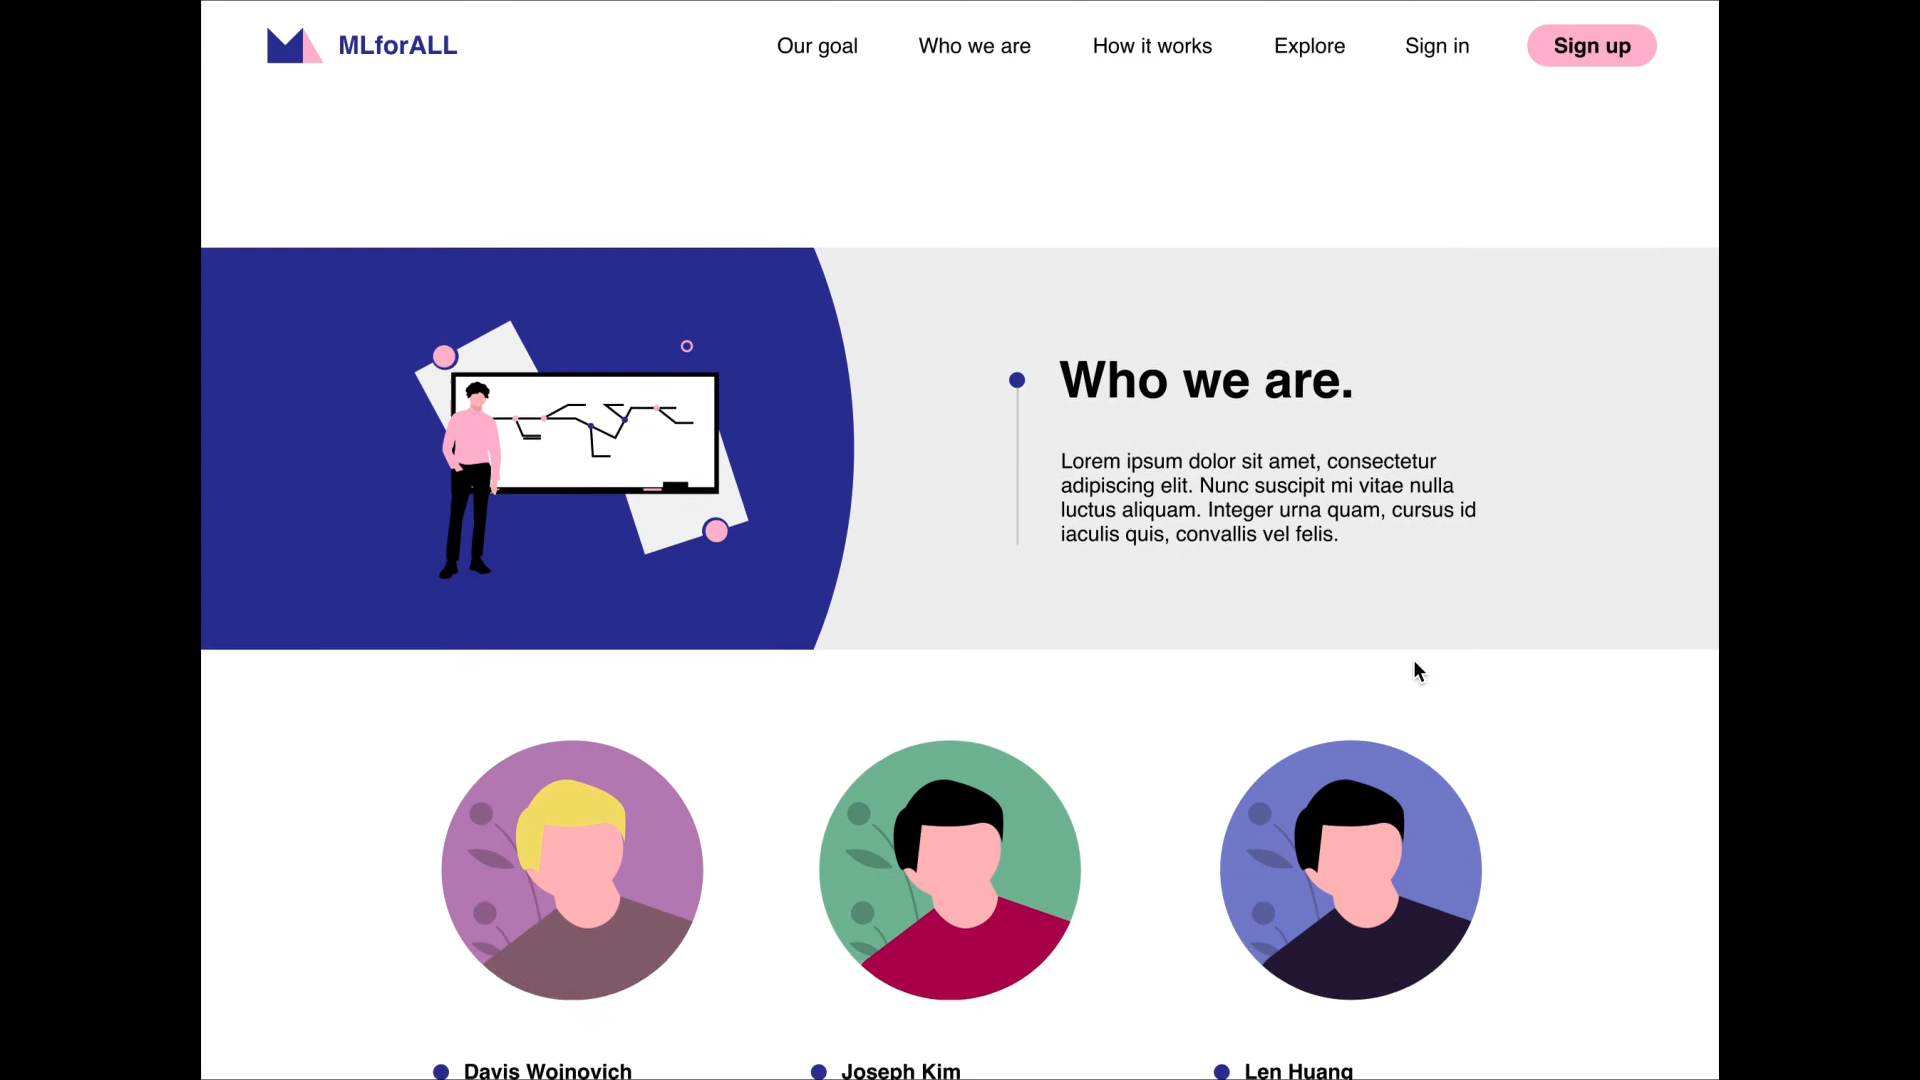 MLforALL
Our goal
Who we are
How it works
Explore
Sign in
Sign up
Who we are.
Lorem ipsum dolor sit amet, consectetur
adipiscing elit. Nunc suscipit mi vitae nulla
luctus aliquam. Integer urna quam, cursus id
iaculis quis, convallis vel felis.
Davis Wojnovich
Joseph Kim
Len Huang